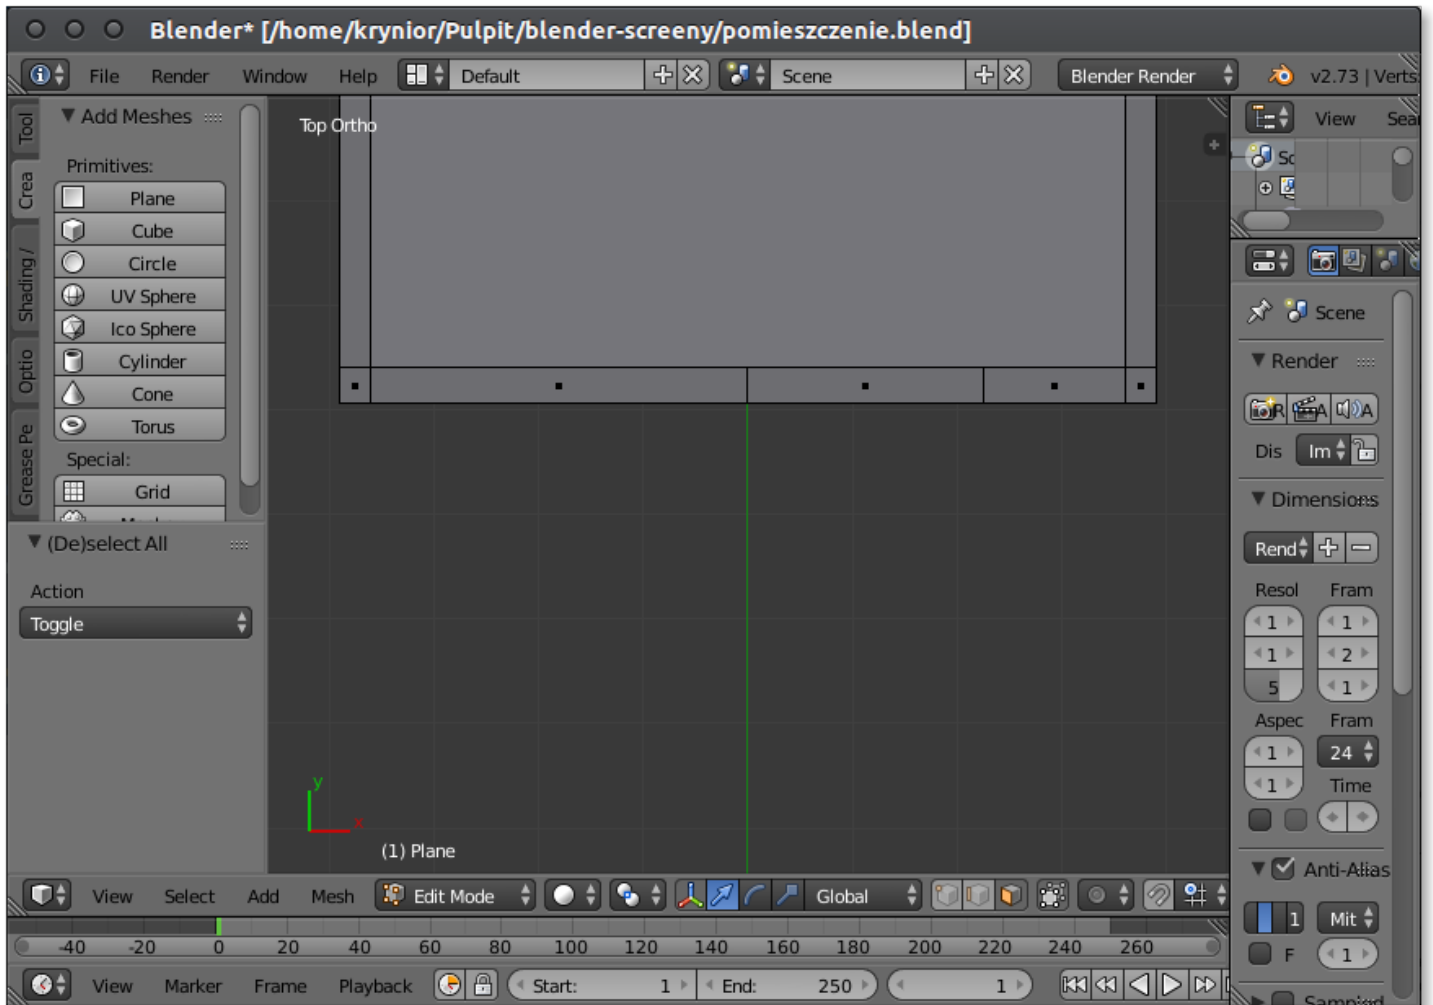 Blender* [/home/krynior/Pulpit/blender-screeny/pomieszczenie.blend]
File Render Window Help Default Scene Blender Render v2.73 | Verts:
Tool
Crea
Shading /
Optio
Grease Pe
Add Meshes
Primitives:
Plane
Cube
Circle
UV Sphere
Ico Sphere
Cylinder
Cone
Torus
Special:
Grid
(De)select All
Action
Toggle
Top Ortho
y
x
(1) Plane
View Sear
Sc
Scene
Render
R A A
Dis Im
Dimensions
Rend
Resol Fram
1 1
1 2
5 1
Aspec Fram
1 24
1 Time
Anti-Alias
1 Mit
F 1
View Select Add Mesh Edit Mode Global
-40 -20 0 20 40 60 80 100 120 140 160 180 200 220 240 260
View Marker Frame Playback Start: 1 End: 250 1